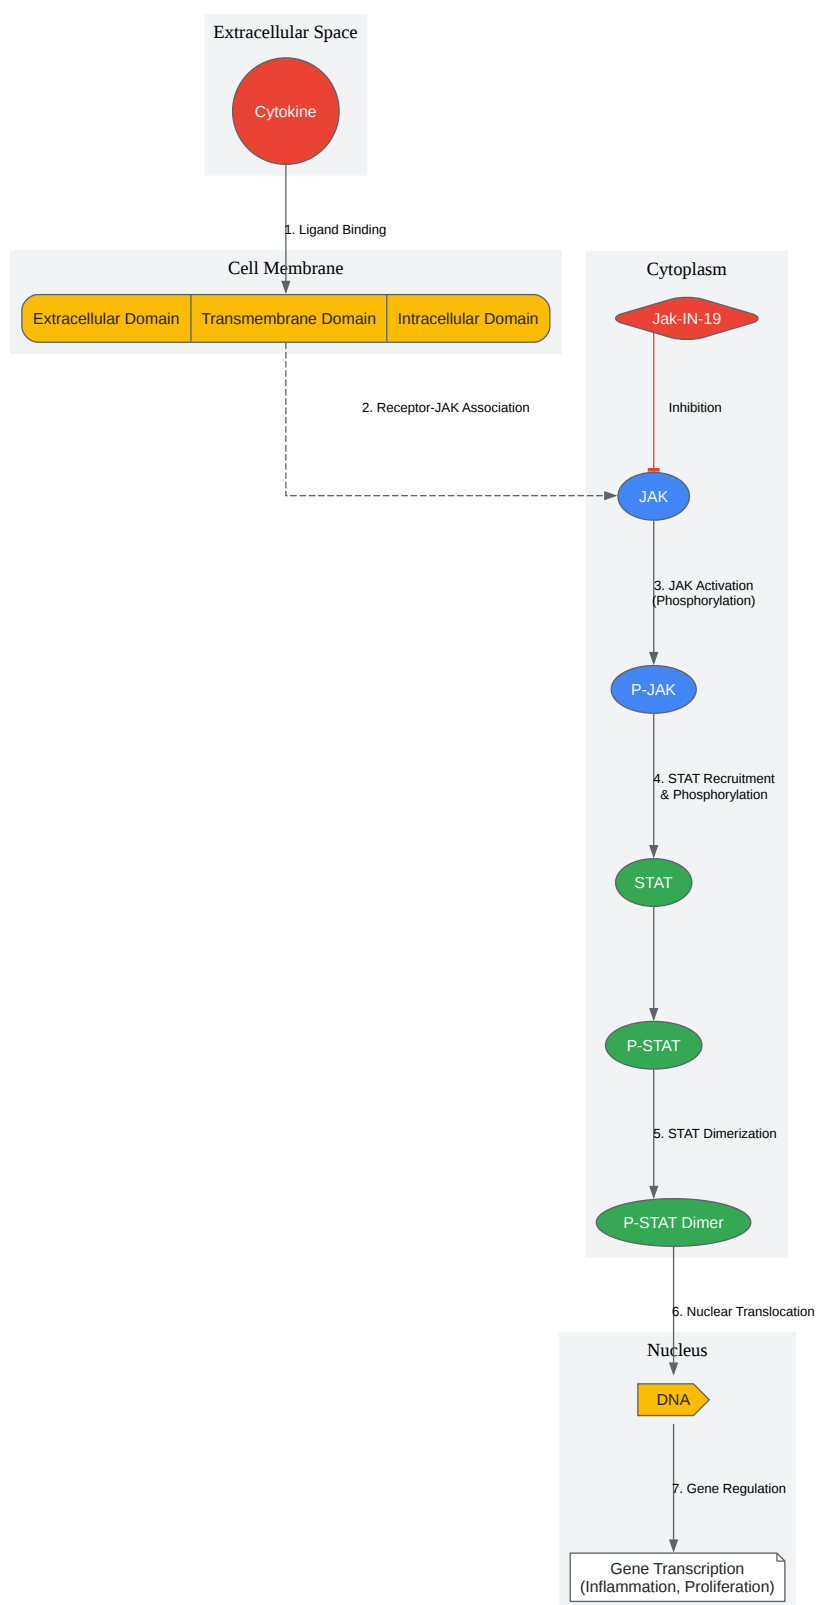 Extracellular Space
Cytokine
1. Ligand Binding
Cell Membrane
Extracellular Domain
Transmembrane Domain
Intracellular Domain
Cytoplasm
Jak-IN-19
2. Receptor-JAK Association
Inhibition
JAK
3. JAK Activation
(Phosphorylation)
P-JAK
4. STAT Recruitment
& Phosphorylation
STAT
P-STAT
5. STAT Dimerization
P-STAT Dimer
6. Nuclear Translocation
Nucleus
DNA
7. Gene Regulation
Gene Transcription
(Inflammation, Proliferation)